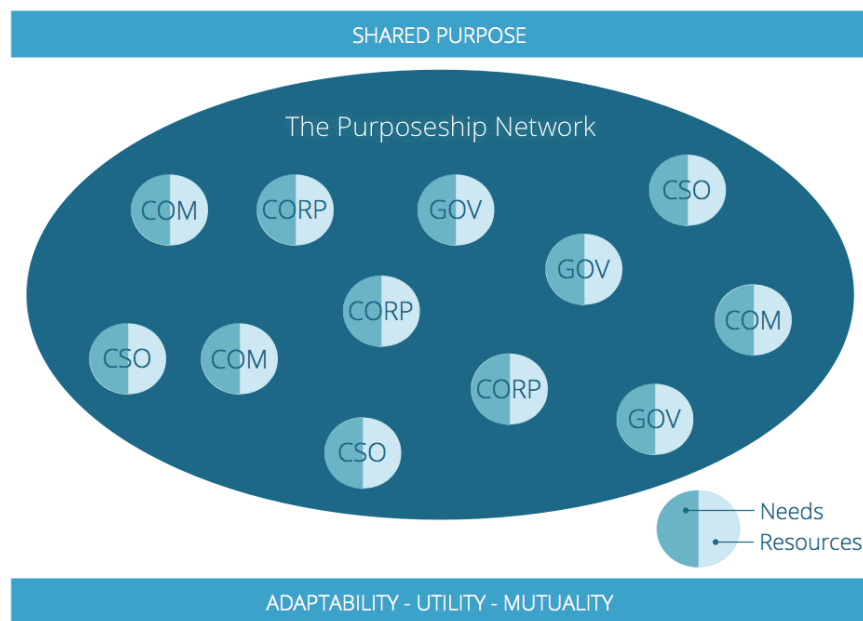 SHARED PURPOSE
The Purposeship Network
COM
CORP
GOV
CSO
GOV
CORP
COM
CSO
COM
CORP
GOV
CSO
Needs
Resources
ADAPTABILITY - UTILITY - MUTUALITY